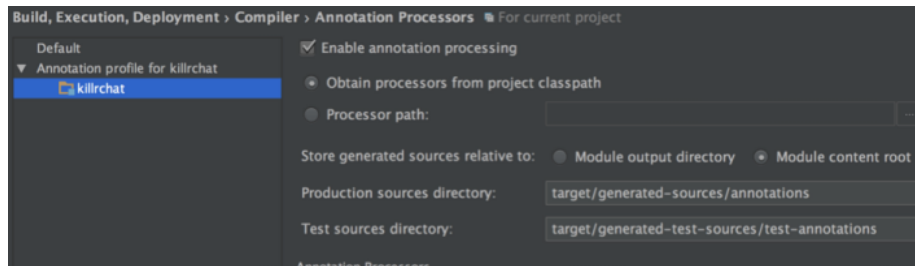 Build, Execution, Deployment › Compiler › Annotation Processors For current project
Default
Annotation profile for killrchat
killrchat
Enable annotation processing
Obtain processors from project classpath
Processor path:
...
Store generated sources relative to: Module output directory Module content root
Production sources directory: target/generated-sources/annotations
Test sources directory: target/generated-test-sources/test-annotations
Annotation Processors